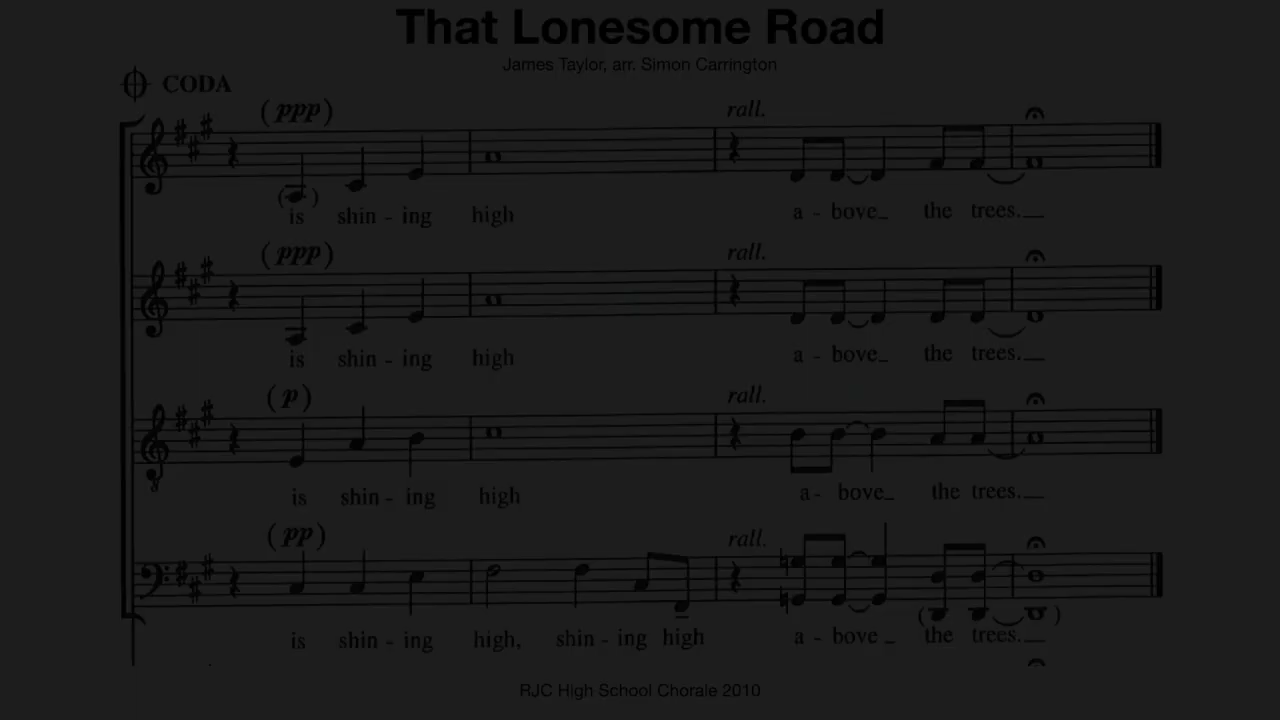 That Lonesome Road
James Taylor, arr. Simon Carrington
CODA
(ppp) rall.
is shin - ing high a - bove_ the trees._
(ppp) rall.
is shin - ing high a - bove_ the trees._
(p) rall.
is shin - ing high a - bove_ the trees._
(pp) rall.
is shin - ing high, shin - ing high a - bove_ the trees._
RJC High School Chorale 2010